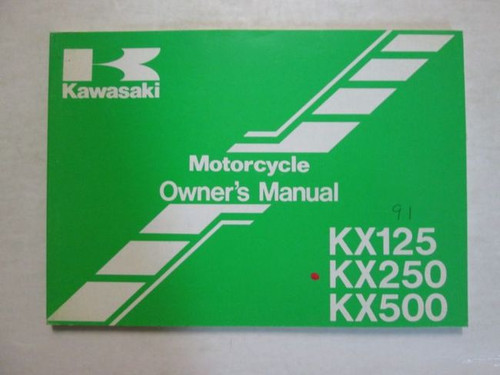 Kawasaki
Motorcycle
Owner's Manual
91
KX125
KX250
KX500